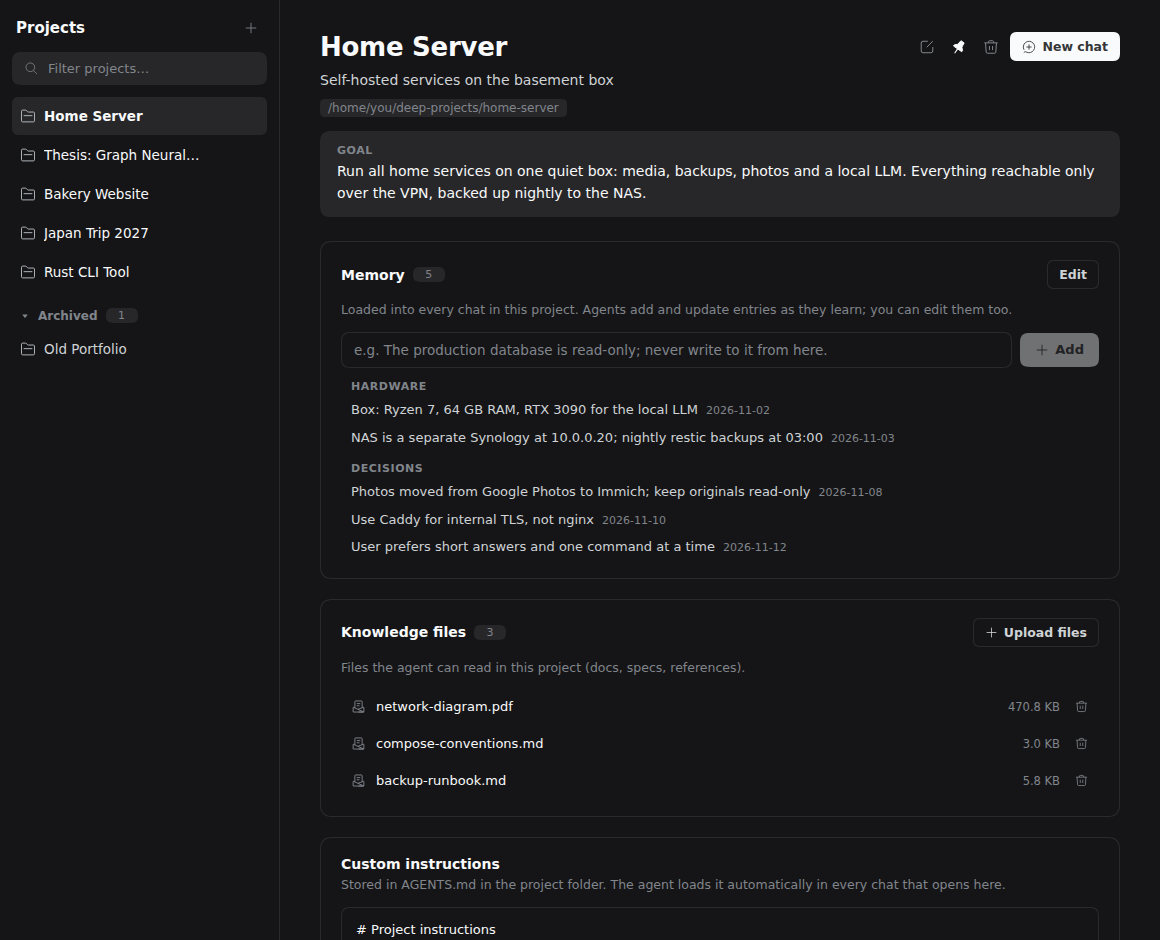 Projects
Filter projects...
Home Server
Thesis: Graph Neural...
Bakery Website
Japan Trip 2027
Rust CLI Tool
Archived 1
Old Portfolio
Home Server
New chat
Self-hosted services on the basement box
/home/you/deep-projects/home-server
GOAL
Run all home services on one quiet box: media, backups, photos and a local LLM. Everything reachable only
over the VPN, backed up nightly to the NAS.
Memory 5
Edit
Loaded into every chat in this project. Agents add and update entries as they learn; you can edit them too.
e.g. The production database is read-only; never write to it from here.
Add
HARDWARE
Box: Ryzen 7, 64 GB RAM, RTX 3090 for the local LLM 2026-11-02
NAS is a separate Synology at 10.0.0.20; nightly restic backups at 03:00 2026-11-03
DECISIONS
Photos moved from Google Photos to Immich; keep originals read-only 2026-11-08
Use Caddy for internal TLS, not nginx 2026-11-10
User prefers short answers and one command at a time 2026-11-12
Knowledge files 3
Upload files
Files the agent can read in this project (docs, specs, references).
network-diagram.pdf 470.8 KB
compose-conventions.md 3.0 KB
backup-runbook.md 5.8 KB
Custom instructions
Stored in AGENTS.md in the project folder. The agent loads it automatically in every chat that opens here.
# Project instructions